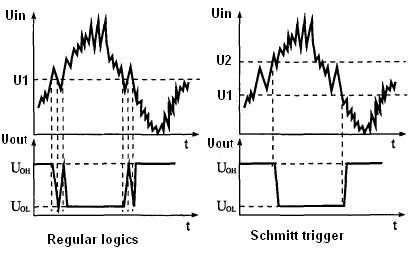 Uin
U1
t
Uout
UOH
UOL
t
Regular logics
Uin
U2
U1
t
Uout
UOH
UOL
t
Schmitt trigger